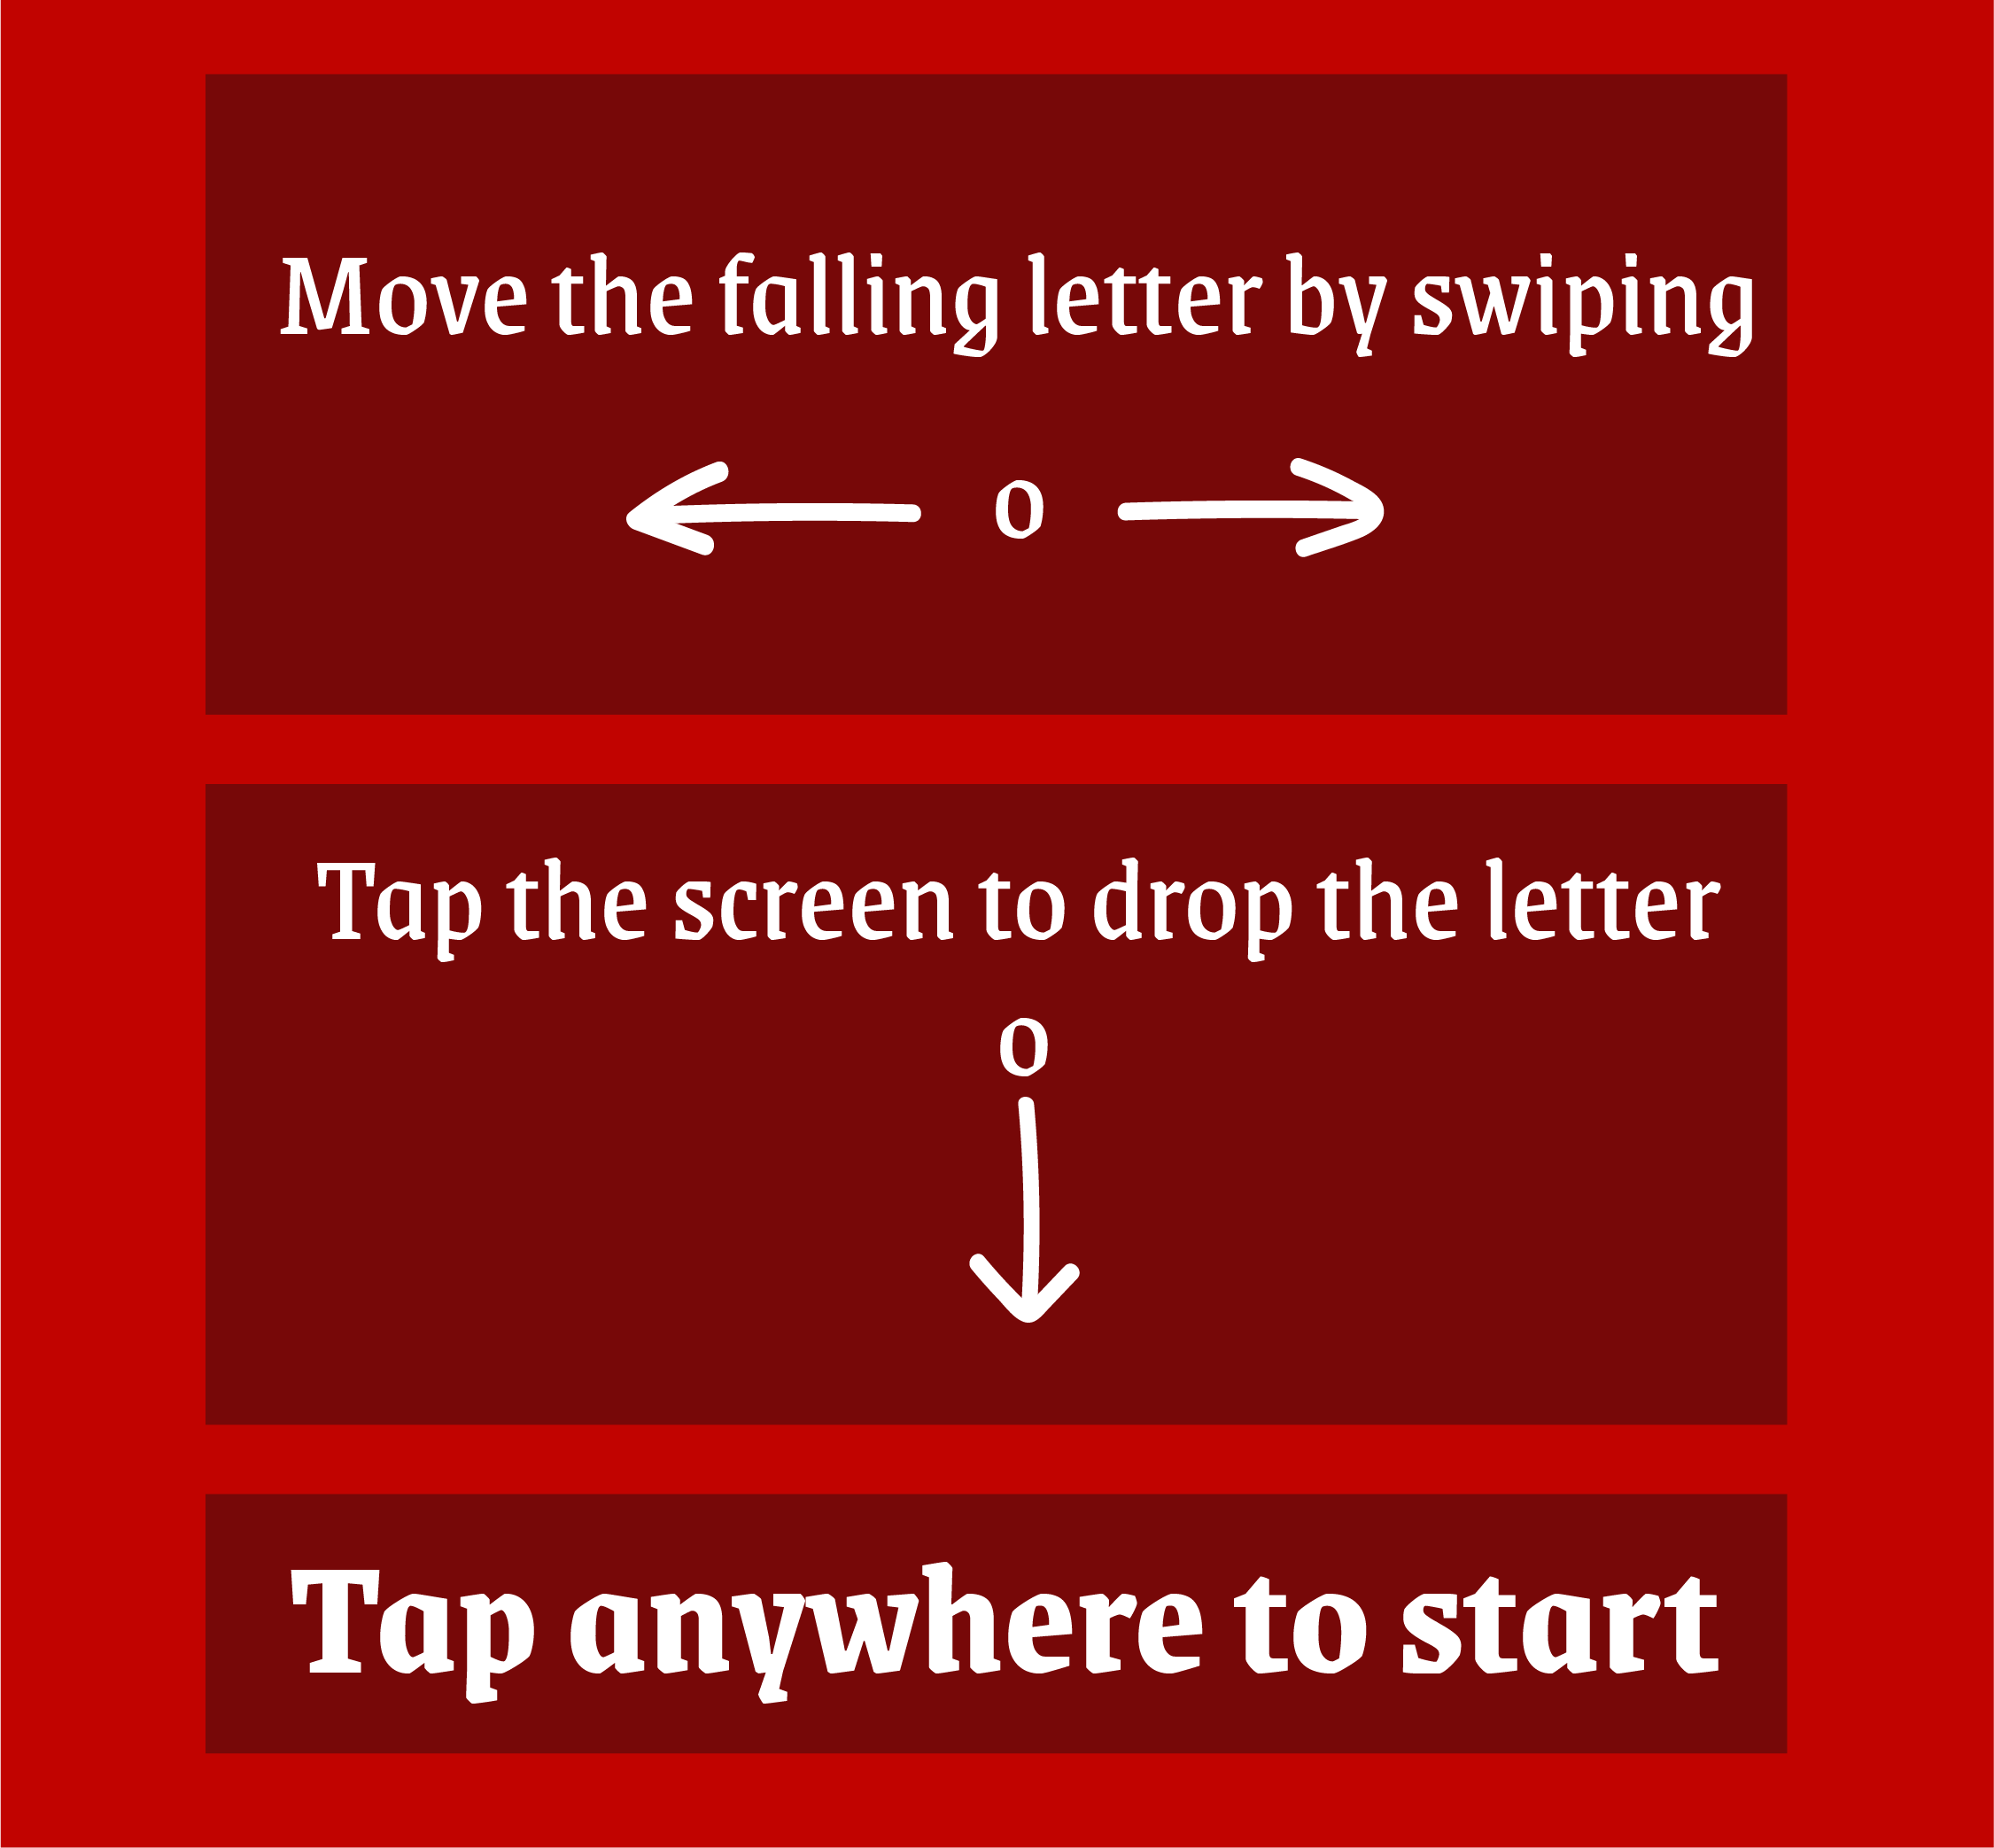 Move the falling letter by swiping
o
Tap the screen to drop the letter
o
Tap anywhere to start